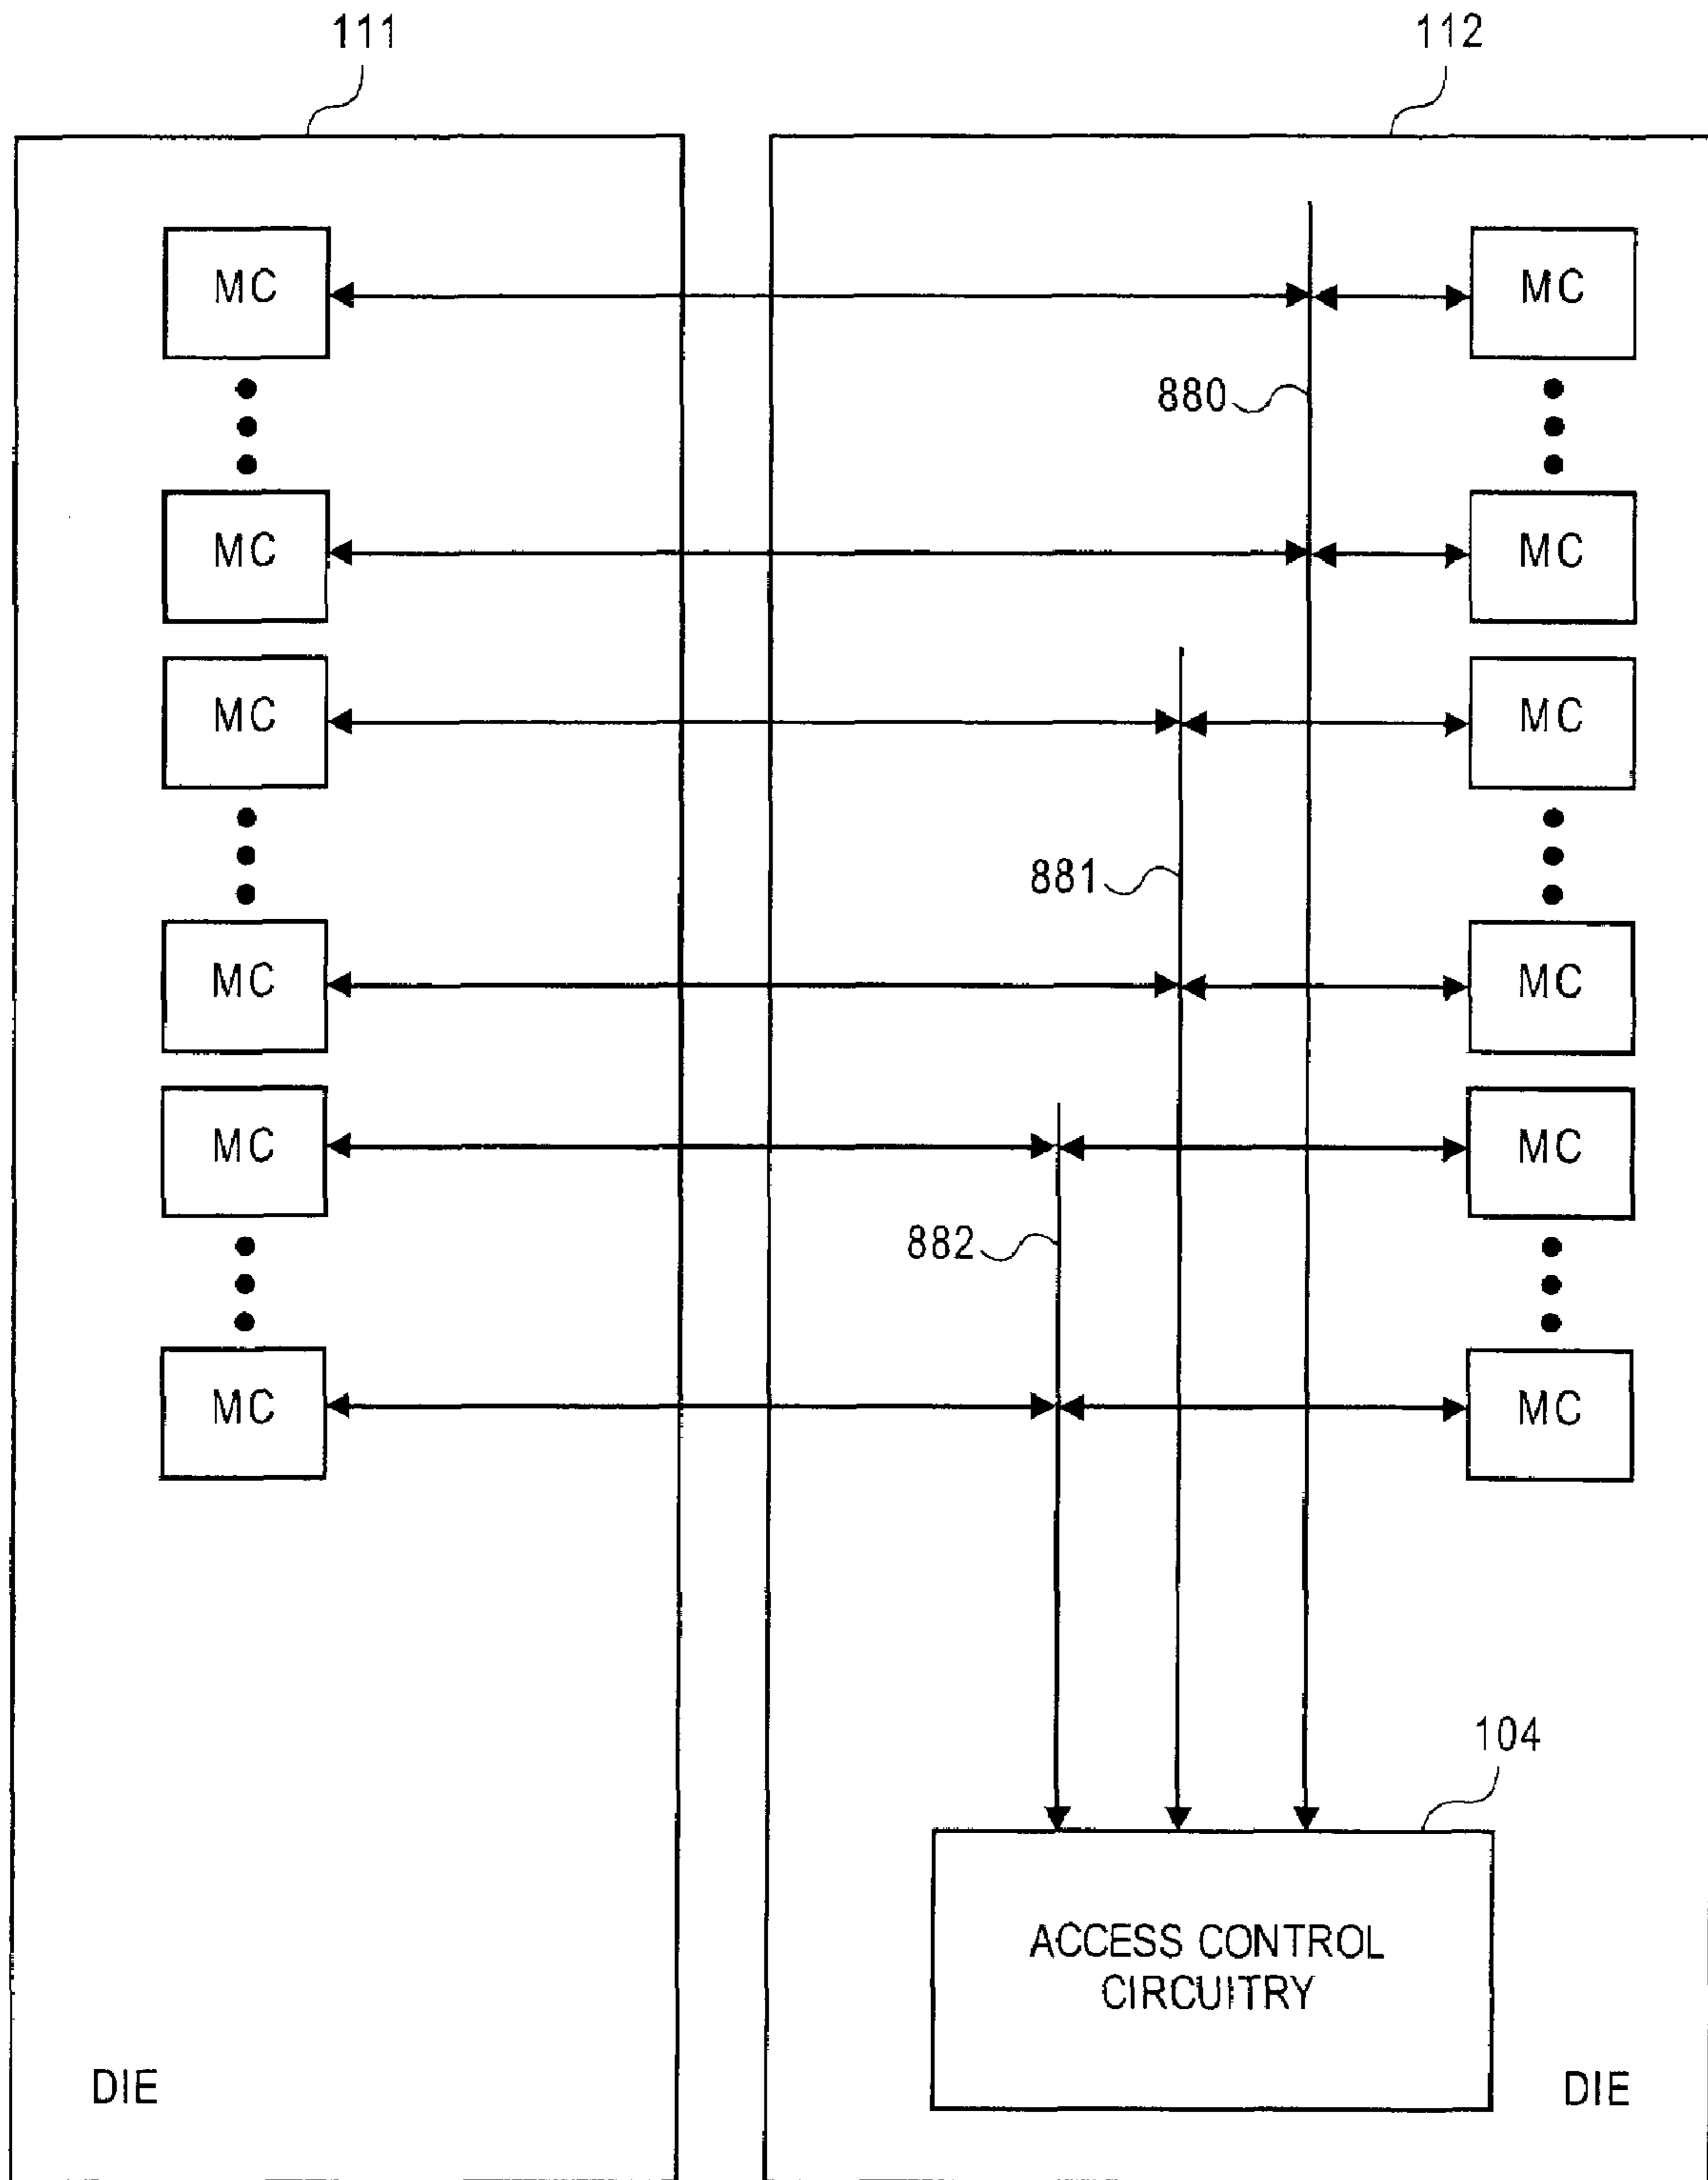 111
112
MC
MC
880
MC
MC
MC
MC
881
MC
MC
MC
MC
882
MC
MC
104
ACCESS CONTROL
CIRCUITRY
DIE
DIE